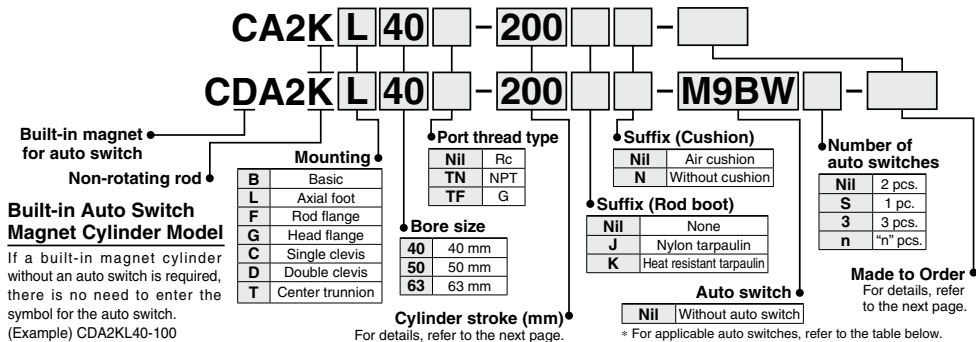 CA2K L 40 - 200 -
CDA2K L 40 - 200 - M9BW -
Built-in magnet
for auto switch
Non-rotating rod
Built-in Auto Switch
Magnet Cylinder Model
If a built-in magnet cylinder
without an auto switch is required,
there is no need to enter the
symbol for the auto switch.
(Example) CDA2KL40-100
Mounting
B Basic
L Axial foot
F Rod flange
G Head flange
C Single clevis
D Double clevis
T Center trunnion
Port thread type
Nil Rc
TN NPT
TF G
Bore size
40 40 mm
50 50 mm
63 63 mm
Cylinder stroke (mm)
For details, refer to the next page.
Suffix (Cushion)
Nil Air cushion
N Without cushion
Suffix (Rod boot)
Nil None
J Nylon tarpaulin
K Heat resistant tarpaulin
Auto switch
Nil Without auto switch
∗ For applicable auto switches, refer to the table below.
Number of
auto switches
Nil 2 pcs.
S 1 pc.
3 3 pcs.
n "n" pcs.
Made to Order
For details, refer
to the next page.